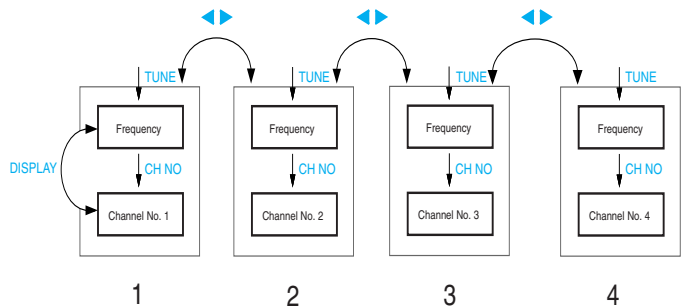 TUNE TUNE TUNE TUNE
Frequency Frequency Frequency Frequency
DISPLAY CH NO CH NO CH NO CH NO
Channel No. 1 Channel No. 2 Channel No. 3 Channel No. 4
1 2 3 4